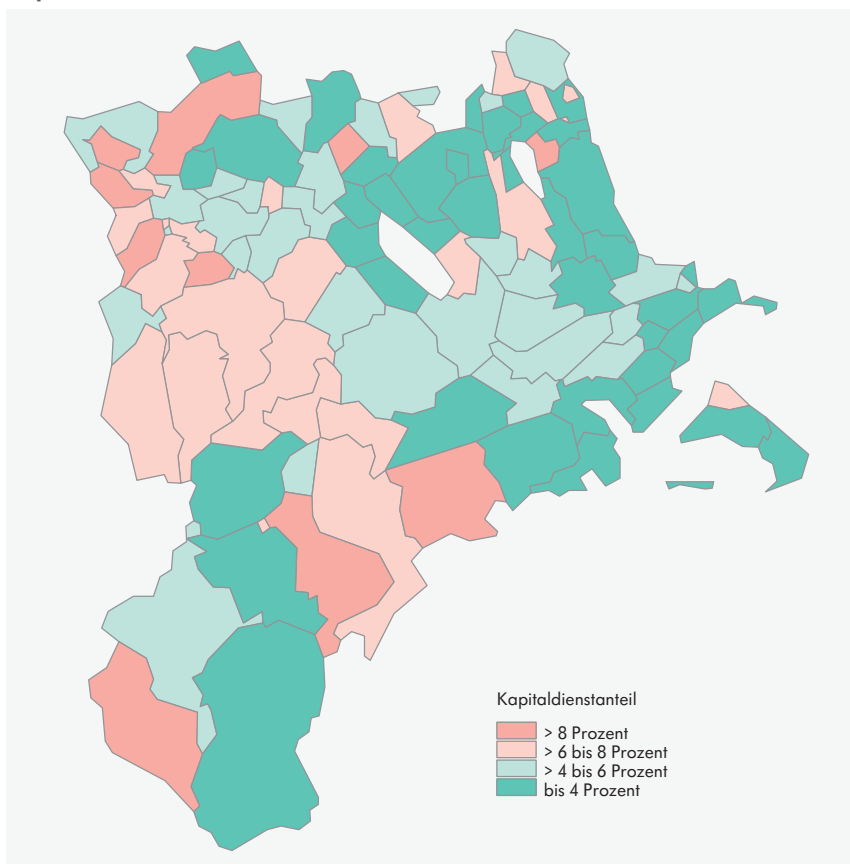 Kapitaldienstanteil
> 8 Prozent
> 6 bis 8 Prozent
> 4 bis 6 Prozent
bis 4 Prozent